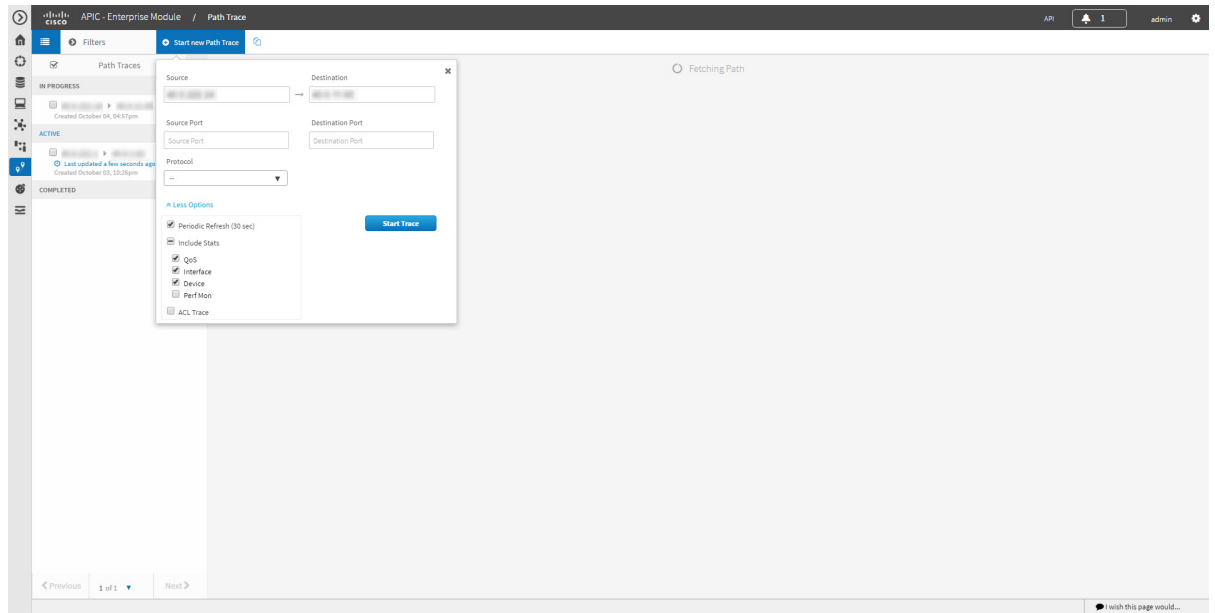 CISCO APIC - Enterprise Module / Path Trace API 1 admin
Filters Start new Path Trace
Path Traces
Fetching Path
IN PROGRESS
Created October 04, 04:57pm
ACTIVE
Last updated a few seconds ago
Created October 03, 10:26pm
COMPLETED
Source Destination
Source Port Destination Port
Source Port Destination Port
Protocol
--
Less Options
Periodic Refresh (30 sec) Start Trace
Include Stats
QoS
Interface
Device
Perf Mon
ACL Trace
Previous 1 of 1 Next
I wish this page would...